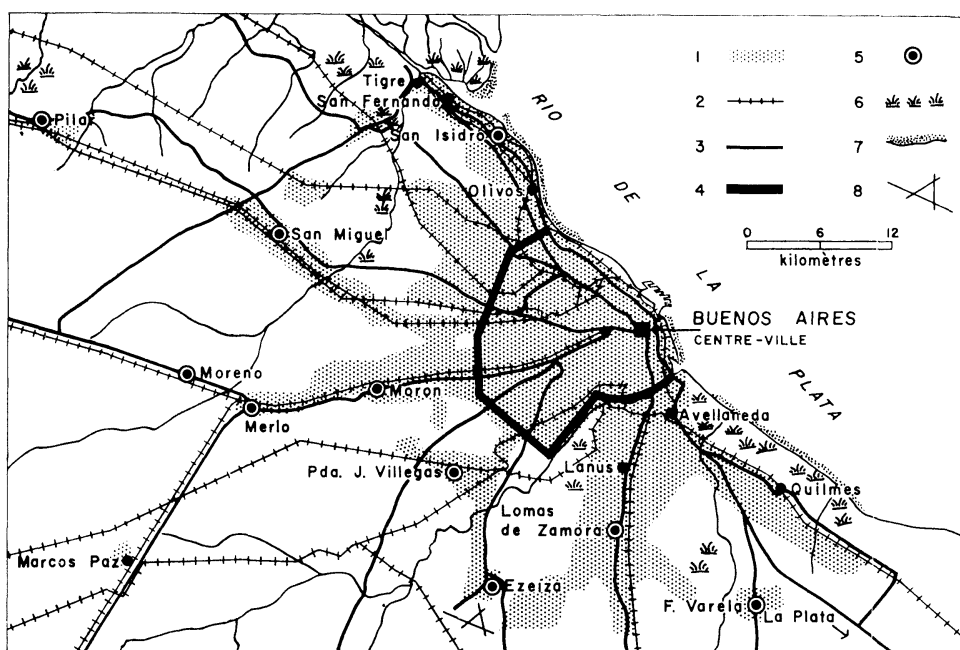 Tigre
San Fernando
San Isidro
Pilar
Olivos
San Miguel
RIO
DE
LA
PLATA
1
2
3
4
5
6
7
8
0 6 12
kilomètres
BUENOS AIRES
CENTRE-VILLE
Moreno
Moron
Merlo
Avellaneda
Pda. J. Villegas
Lanus
Quilmes
Lomas
de Zamora
Marcos Paz
Ezeiza
F. Varela
La Plata